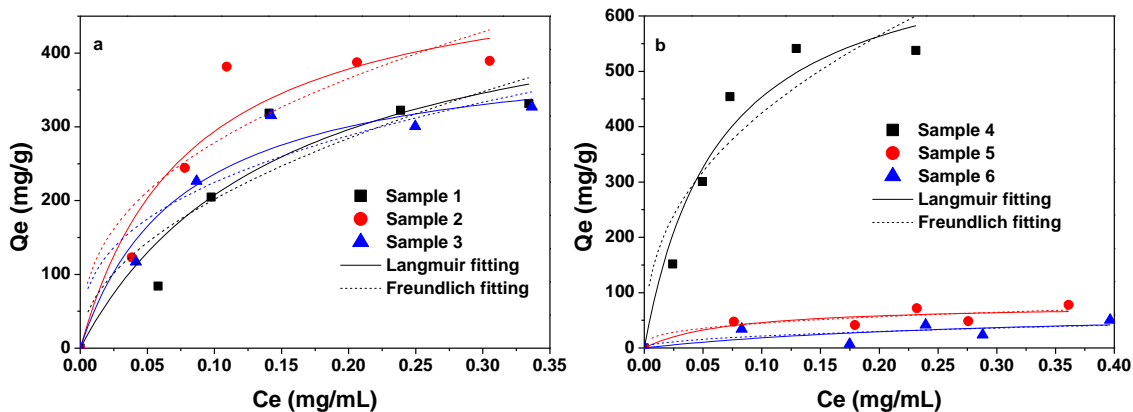 a
Qe (mg/g)
400
300
200
100
0
0.00 0.05 0.10 0.15 0.20 0.25 0.30 0.35
Ce (mg/mL)
Sample 1
Sample 2
Sample 3
Langmuir fitting
Freundlich fitting
b
Qe (mg/g)
600
500
400
300
200
100
0
0.00 0.05 0.10 0.15 0.20 0.25 0.30 0.35 0.40
Ce (mg/mL)
Sample 4
Sample 5
Sample 6
Langmuir fitting
Freundlich fitting